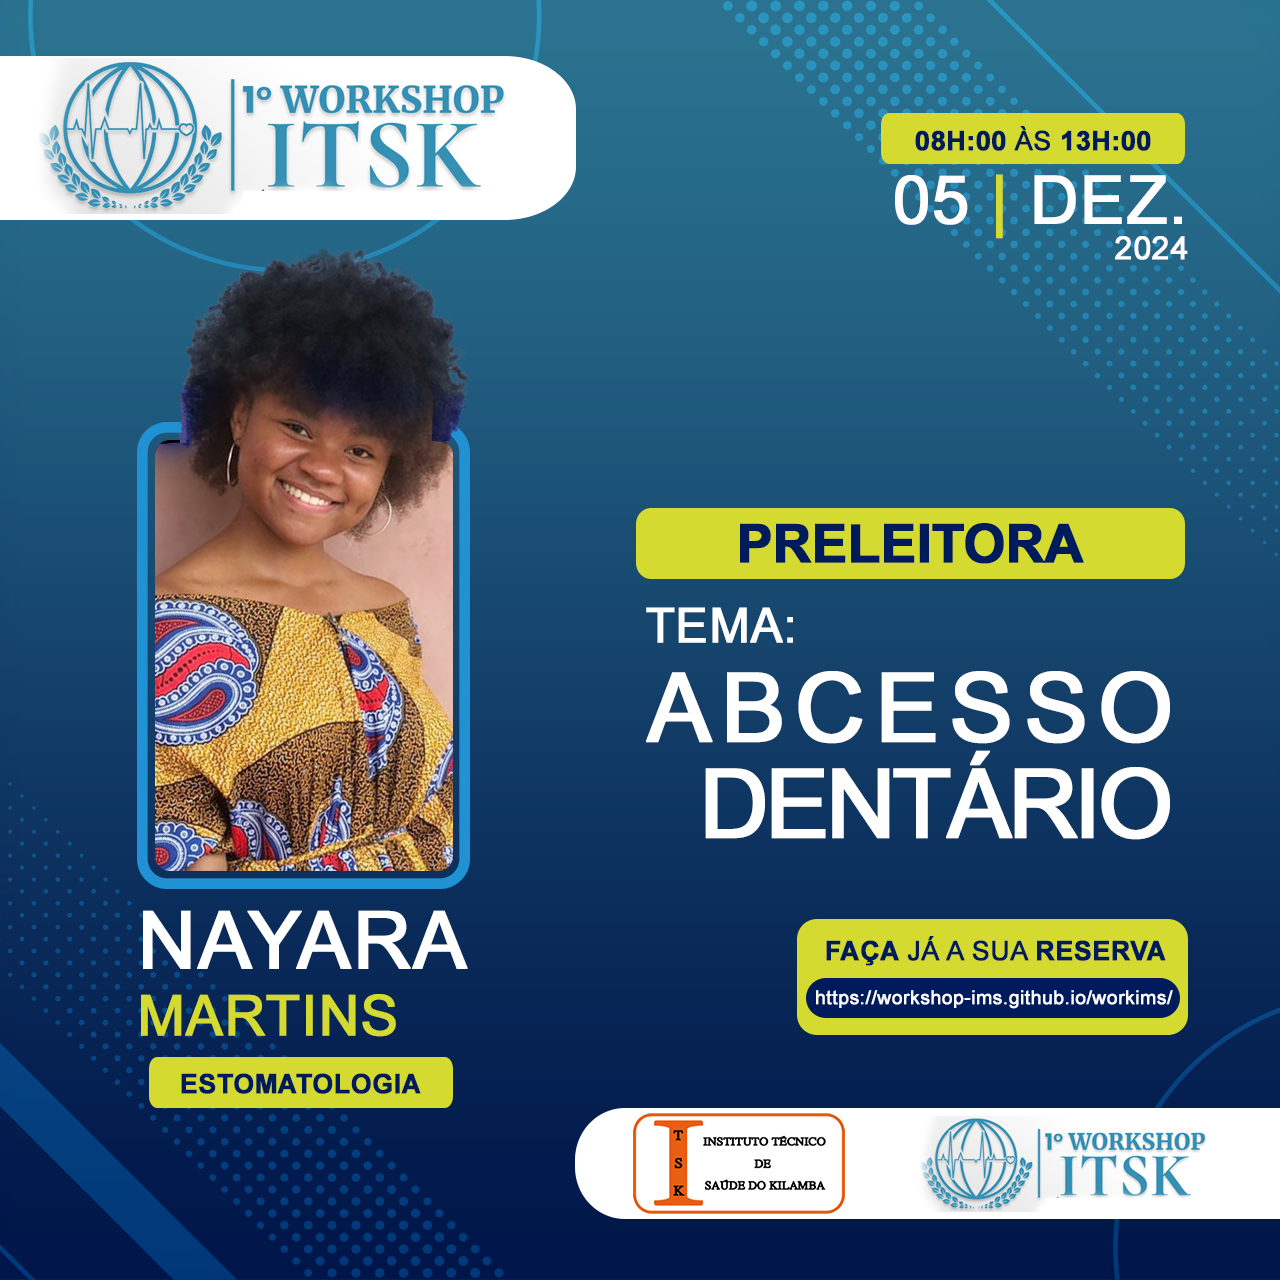 1º WORKSHOP
ITSK
08H:00 ÀS 13H:00
05 | DEZ.
2024
PRELEITORA
TEMA:
ABCESSO
DENTÁRIO
NAYARA
MARTINS
ESTOMATOLOGIA
FAÇA JÁ A SUA RESERVA
https://workshop-ims.github.io/workims/
I T S K
INSTITUTO TÉCNICO
DE
SAÚDE DO KILAMBA
1º WORKSHOP
ITSK